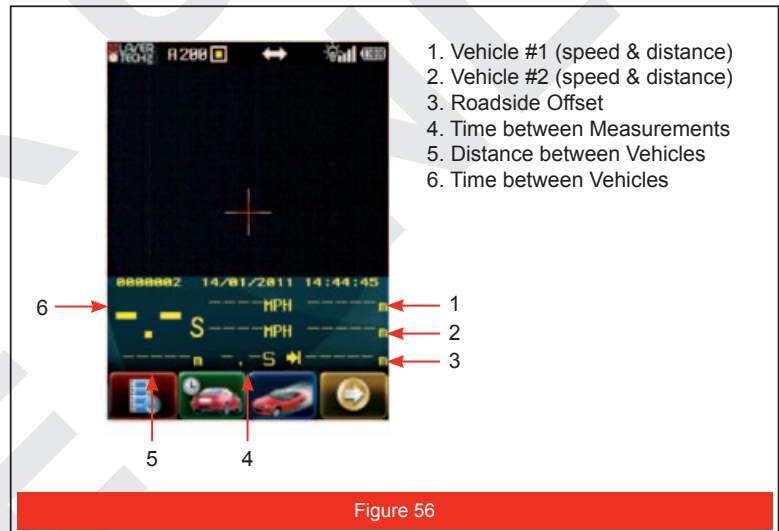 LASER
TECH
A200
1. Vehicle #1 (speed & distance)
2. Vehicle #2 (speed & distance)
3. Roadside Offset
4. Time between Measurements
5. Distance between Vehicles
6. Time between Vehicles
0000002 14/01/2011 14:44:45
-----MPH ------m
-.-S-----MPH ------m
------m -.-S ------m
6
1
2
3
5
4
Figure 56